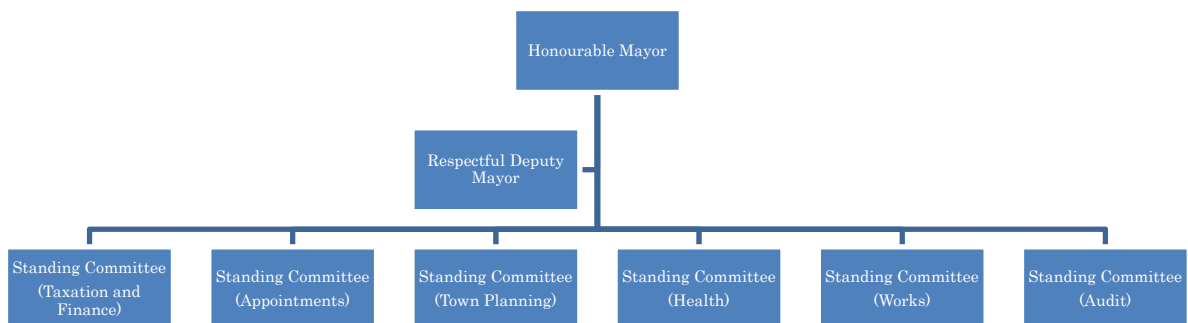 Honourable Mayor
Respectful Deputy
Mayor
Standing Committee
(Taxation and
Finance)
Standing Committee
(Appointments)
Standing Committee
(Town Planning)
Standing Committee
(Health)
Standing Committee
(Works)
Standing Committee
(Audit)